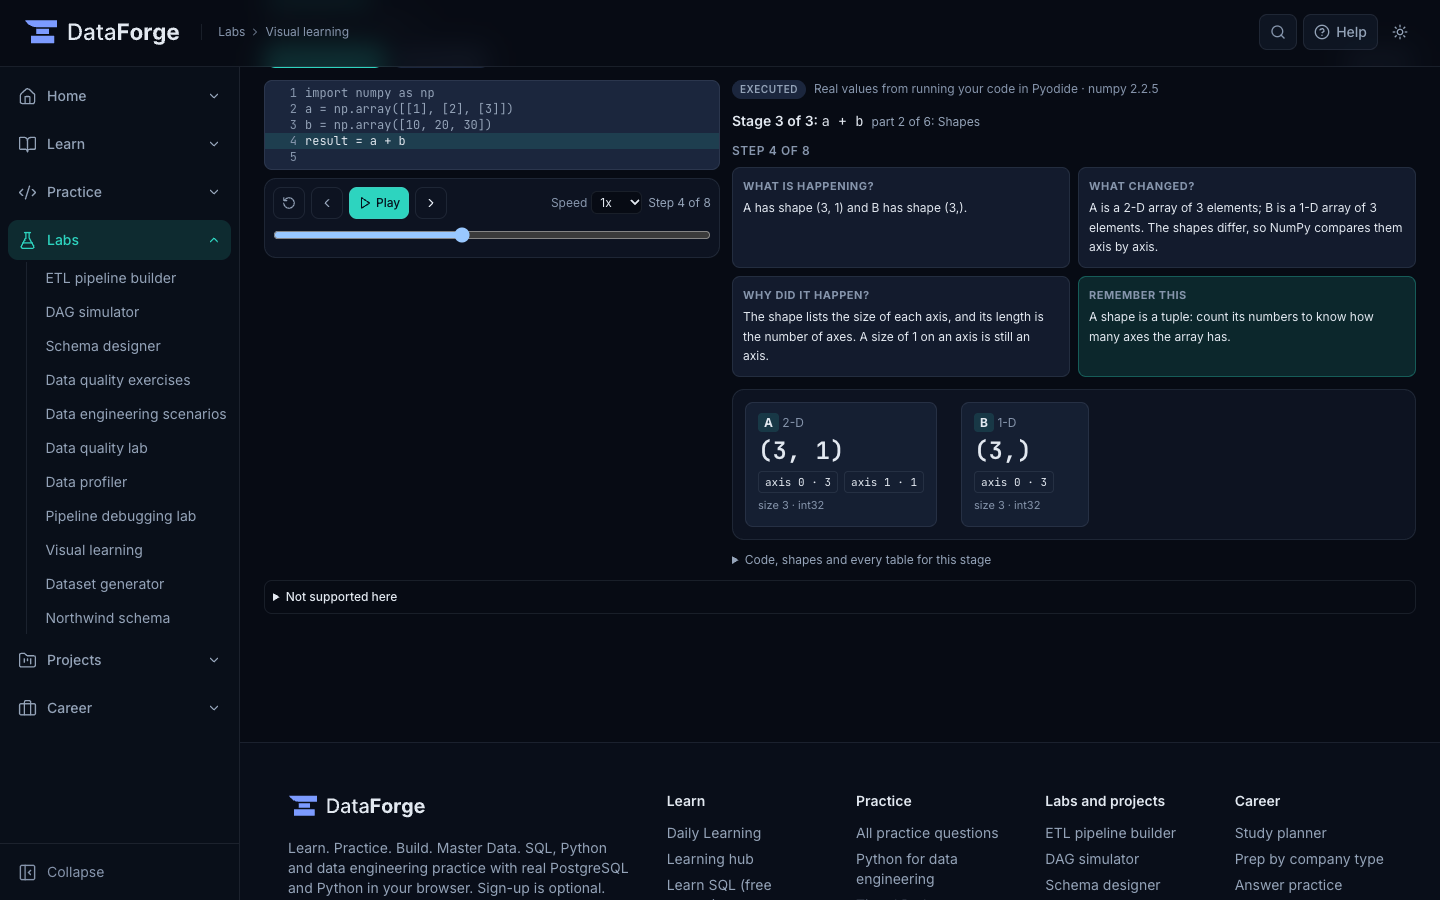 DataForge
Labs > Visual learning
Help
Home
Learn
Practice
Labs
ETL pipeline builder
DAG simulator
Schema designer
Data quality exercises
Data engineering scenarios
Data quality lab
Data profiler
Pipeline debugging lab
Visual learning
Dataset generator
Northwind schema
Projects
Career
Collapse
1 import numpy as np
2 a = np.array([[1], [2], [3]])
3 b = np.array([10, 20, 30])
4 result = a + b
5
Play
Speed 1x Step 4 of 8
EXECUTED Real values from running your code in Pyodide · numpy 2.2.5
Stage 3 of 3: a + b part 2 of 6: Shapes
STEP 4 OF 8
WHAT IS HAPPENING?
A has shape (3, 1) and B has shape (3,).
WHAT CHANGED?
A is a 2-D array of 3 elements; B is a 1-D array of 3
elements. The shapes differ, so NumPy compares them
axis by axis.
WHY DID IT HAPPEN?
The shape lists the size of each axis, and its length is
the number of axes. A size of 1 on an axis is still an
axis.
REMEMBER THIS
A shape is a tuple: count its numbers to know how
many axes the array has.
A 2-D
(3, 1)
axis 0 · 3 axis 1 · 1
size 3 · int32
B 1-D
(3,)
axis 0 · 3
size 3 · int32
Code, shapes and every table for this stage
Not supported here
DataForge
Learn. Practice. Build. Master Data. SQL, Python
and data engineering practice with real PostgreSQL
and Python in your browser. Sign-up is optional.
Learn
Daily Learning
Learning hub
Learn SQL (free
Practice
All practice questions
Python for data
engineering
Labs and projects
ETL pipeline builder
DAG simulator
Schema designer
Career
Study planner
Prep by company type
Answer practice